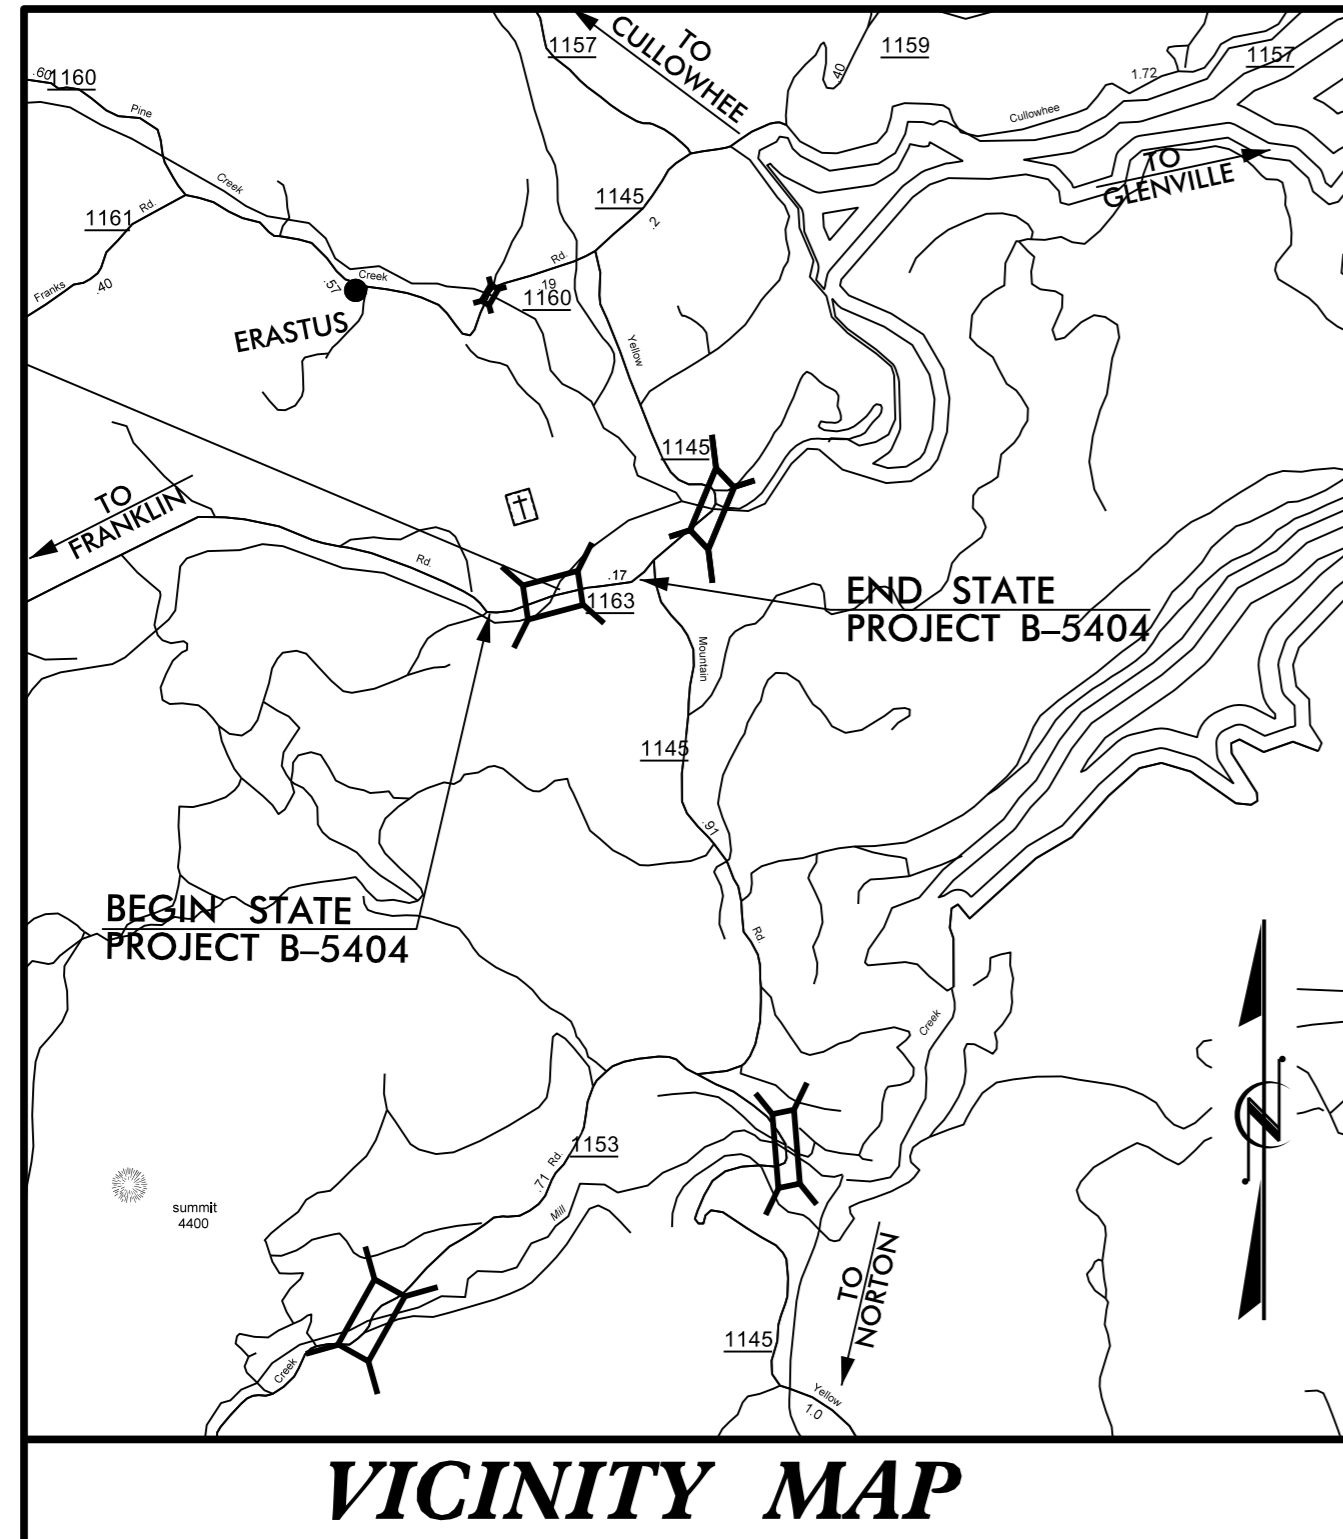 TO
CULLOWHEE
1157
1159
1157
.60
1160
40
1.72
Cullowhee
Pine
TO
GLENVILLE
Creek
1145
1161
Rd.
.2
Rd.
Franks
.40
.57
Creek
.19
1160
ERASTUS
Yellow
1145
TO
FRANKLIN
Rd.
.17
1163
END STATE
PROJECT B–5404
Mountain
1145
.91
BEGIN STATE
PROJECT B–5404
Rd.
Creek
N
1153
Rd.
.71
Mill
summit
4400
TO
NORTON
1145
Creek
Yellow
1.0
VICINITY MAP